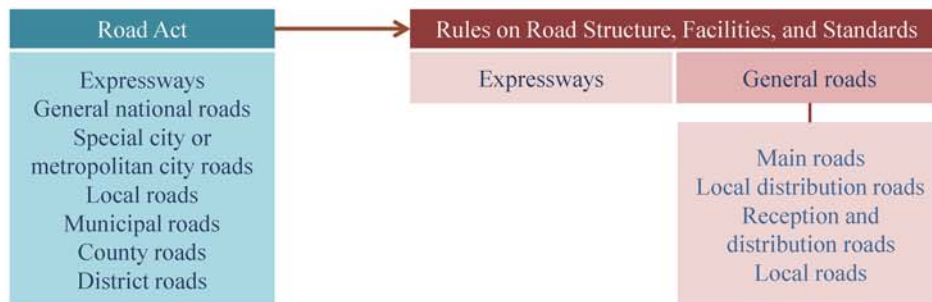 Road Act
Expressways
General national roads
Special city or
metropolitan city roads
Local roads
Municipal roads
County roads
District roads
Rules on Road Structure, Facilities, and Standards
Expressways
General roads
Main roads
Local distribution roads
Reception and
distribution roads
Local roads